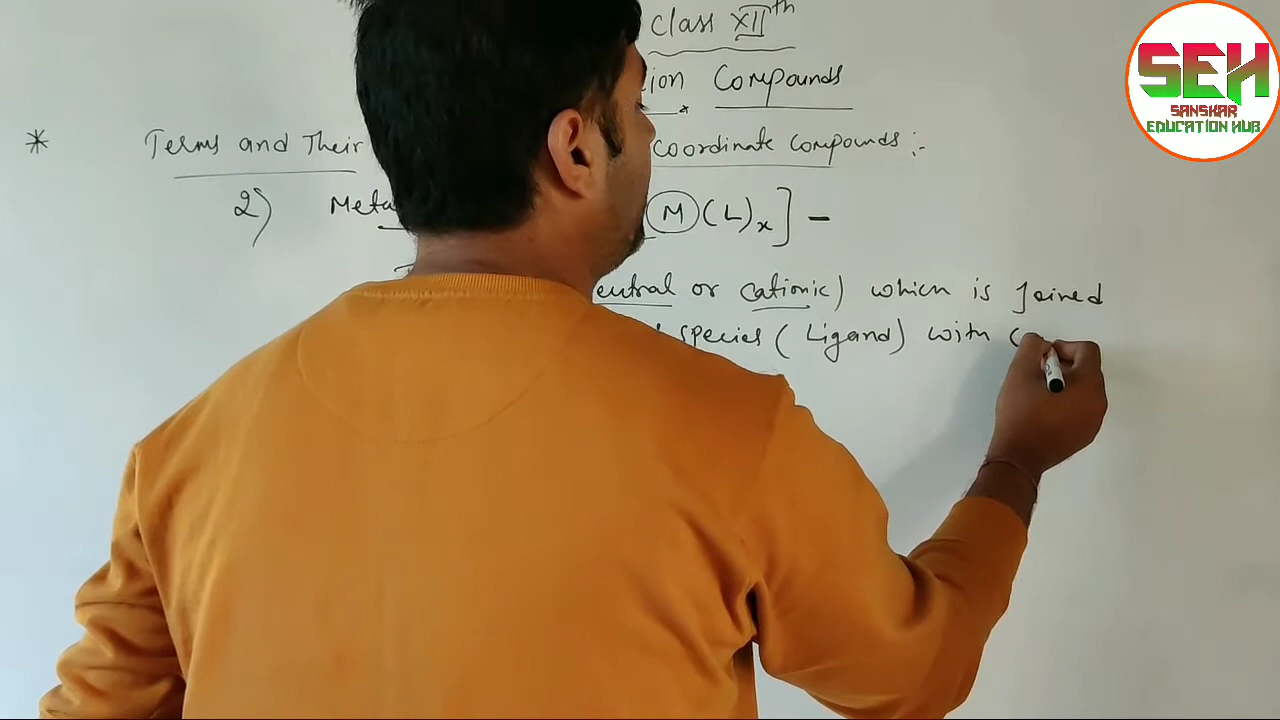 Class XIIth
ion Compounds
* Terms and Their coordinate compounds :-
2) Meta M (L)x] -
eutral or cationic) which is joined
species ( Ligand) with
SEH
SANSKAR
EDUCATION HUB